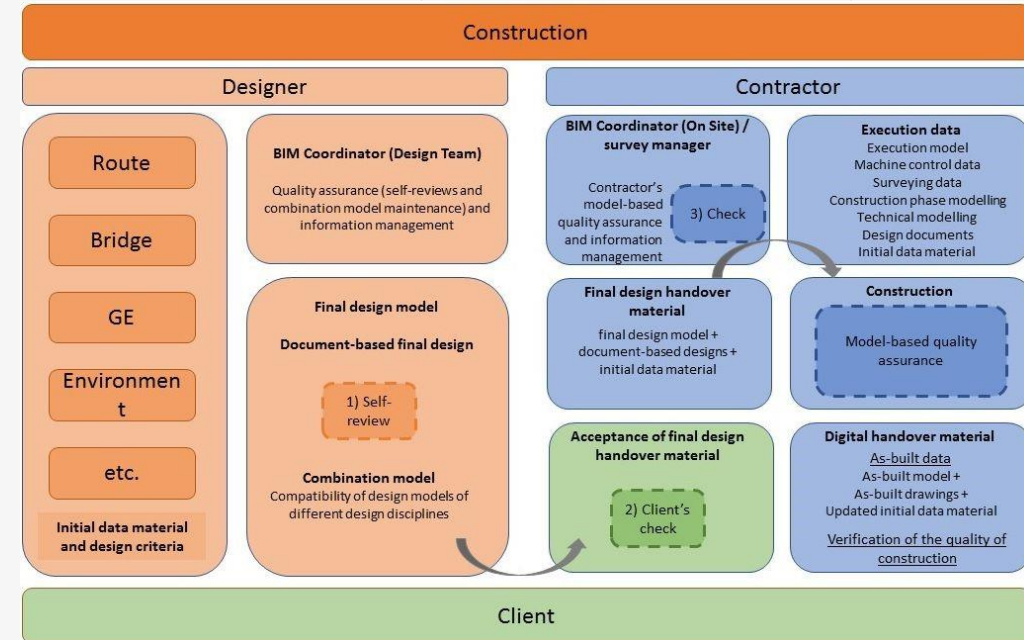 Construction
Designer
Contractor
Route
Bridge
GE
Environmen
t
etc.
Initial data material
and design criteria
BIM Coordinator (Design Team)
Quality assurance (self-reviews and
combination model maintenance) and
information management
Final design model
Document-based final design
1) Self-
review
Combination model
Compatibility of design models of
different design disciplines
BIM Coordinator (On Site) /
survey manager
Contractor's
model-based
quality assurance
and information
management
3) Check
Execution data
Execution model
Machine control data
Surveying data
Construction phase modelling
Technical modelling
Design documents
Initial data material
Final design handover
material
final design model +
document-based designs +
initial data material
Construction
Model-based quality
assurance
Acceptance of final design
handover material
2) Client's
check
Digital handover material
As-built data
As-built model +
As-built drawings +
Updated initial data material
Verification of the quality of
construction
Client